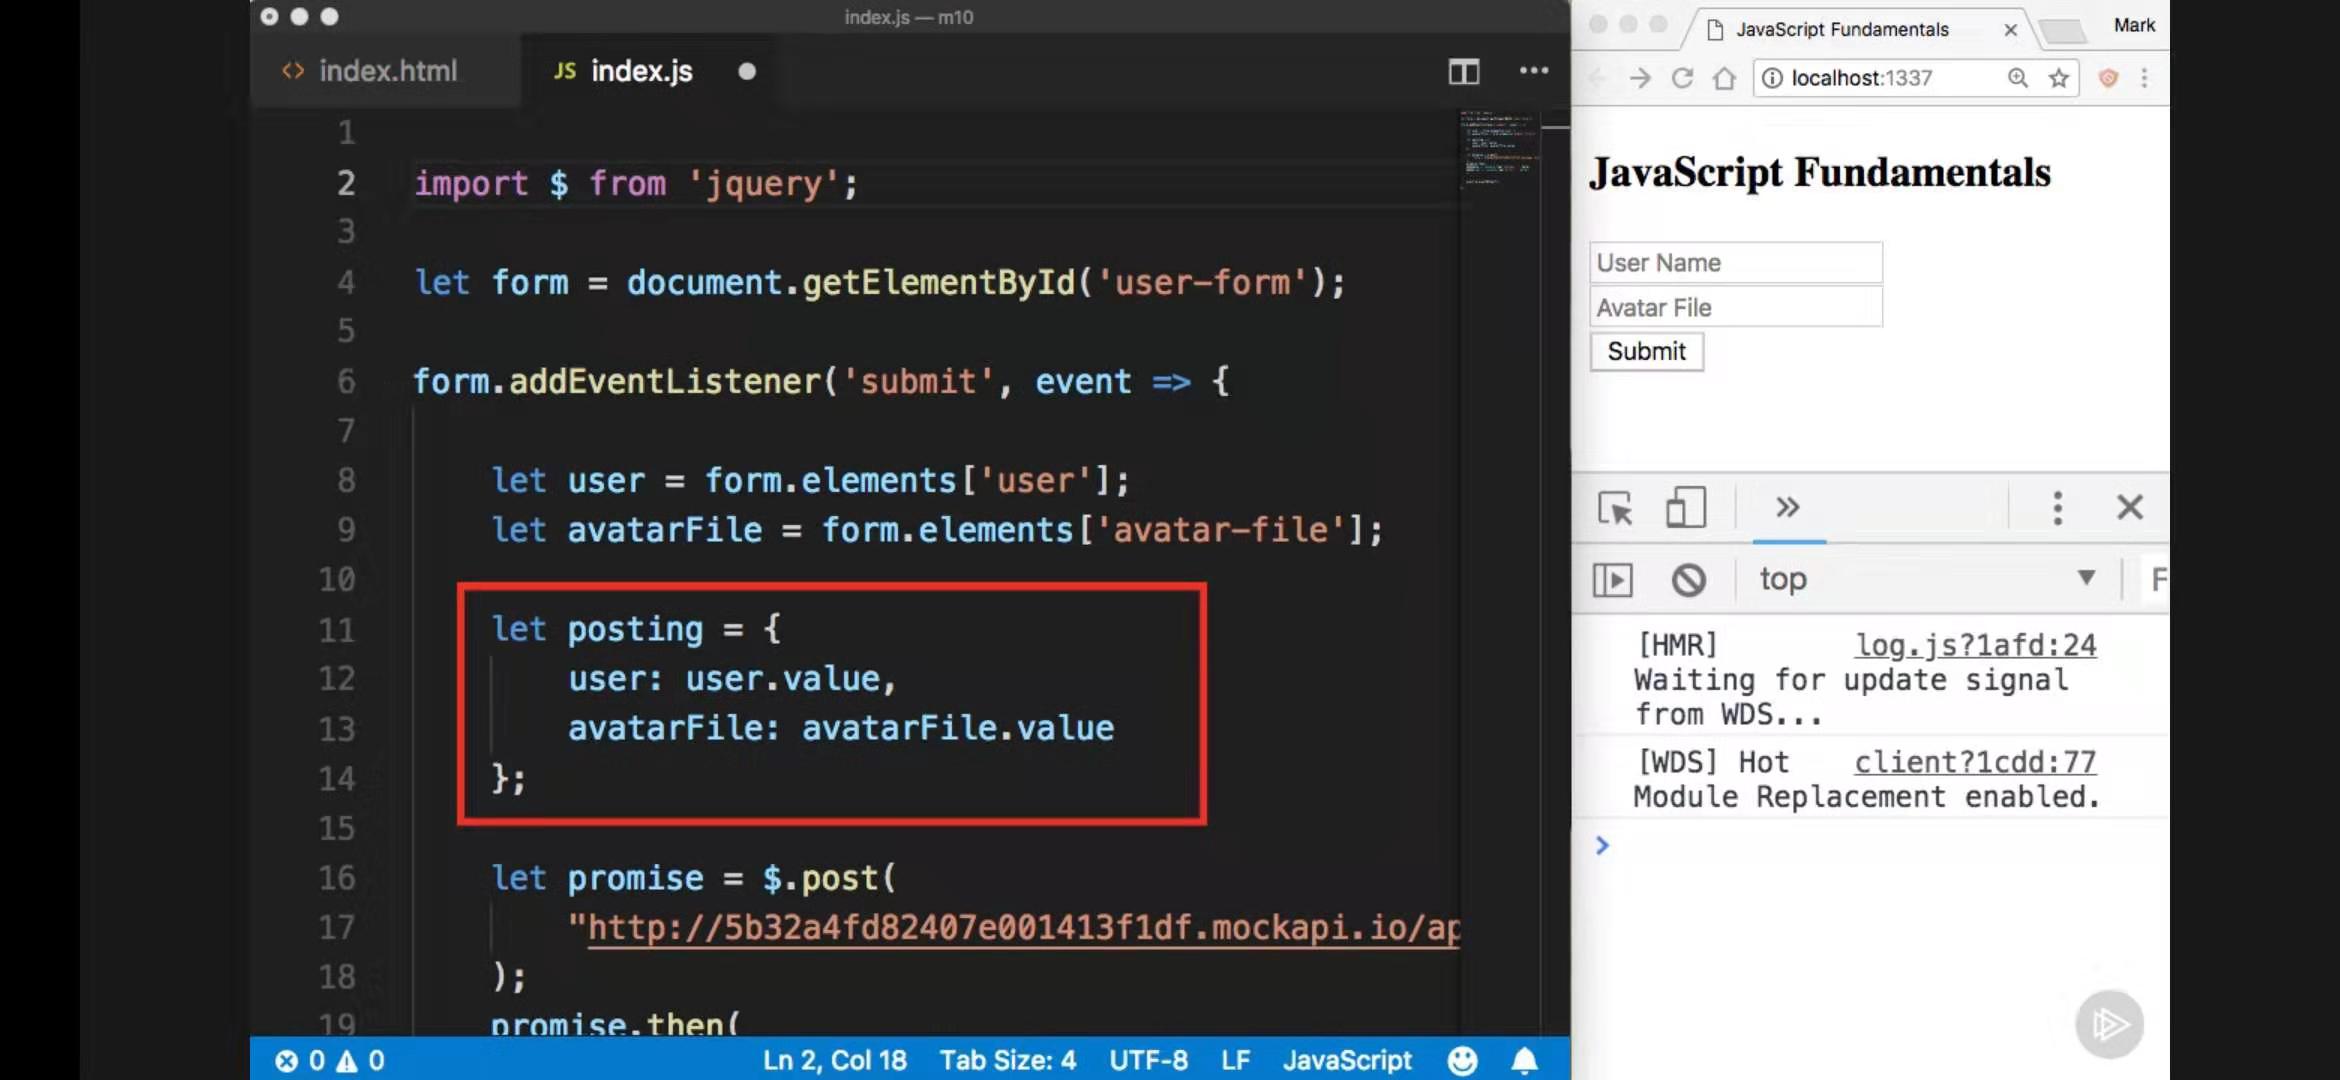 index.js — m10
index.html
JS index.js
1
2 import $ from 'jquery';
3
4 let form = document.getElementById('user-form');
5
6 form.addEventListener('submit', event => {
7
8 let user = form.elements['user'];
9 let avatarFile = form.elements['avatar-file'];
10
11 let posting = {
12 user: user.value,
13 avatarFile: avatarFile.value
14 };
15
16 let promise = $.post(
17 "http://5b32a4fd82407e001413f1df.mockapi.io/ap
18 );
19 promise.then(
0 0 Ln 2, Col 18 Tab Size: 4 UTF-8 LF JavaScript
JavaScript Fundamentals
Mark
localhost:1337
JavaScript Fundamentals
User Name
Avatar File
Submit
top
F
[HMR] log.js?1afd:24
Waiting for update signal
from WDS...
[WDS] Hot client?1cdd:77
Module Replacement enabled.